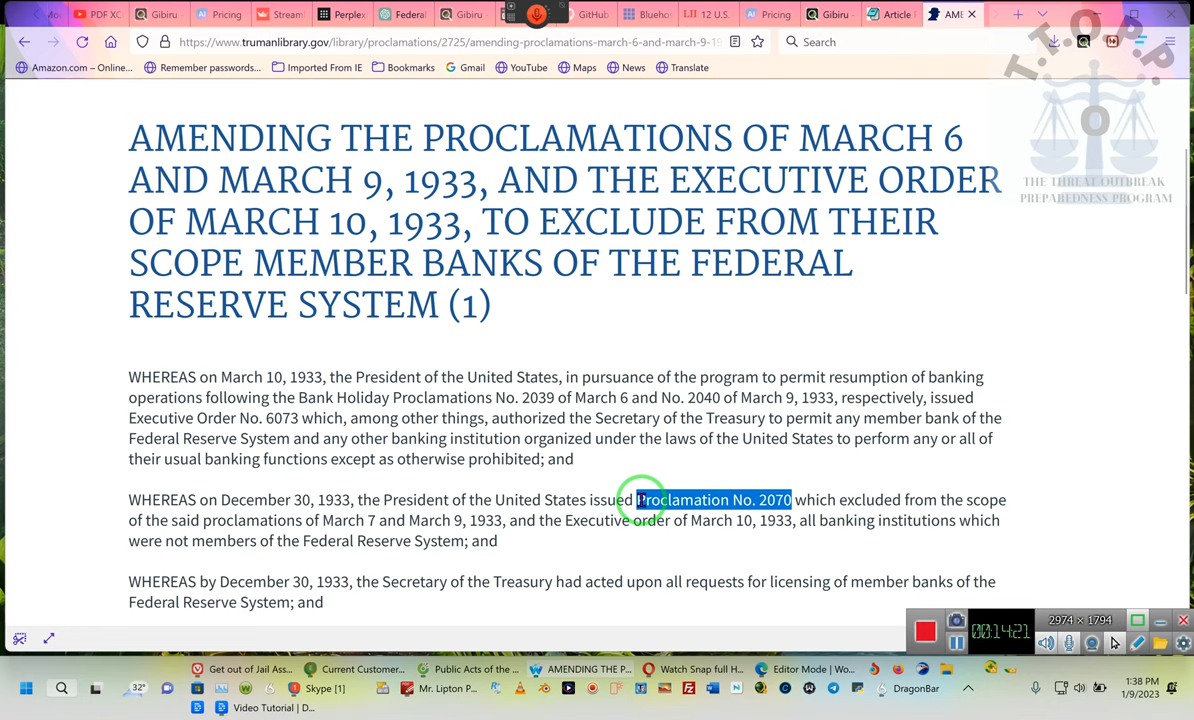 Mo
PDF XC
Gibiru
Pricing
Stream
Perplex
Federal
Gibiru
GitHub
Blueho
LII 12 U.S.
Pricing
Gibiru
Article
AME
https://www.trumanlibrary.gov/library/proclamations/2725/amending-proclamations-march-6-and-march-9-19
Search
Amazon.com – Online...
Remember passwords...
Imported From IE
Bookmarks
Gmail
YouTube
Maps
News
Translate
T.T.O.P.P.
THE THREAT OUTBREAK
PREPAREDNESS PROGRAM
AMENDING THE PROCLAMATIONS OF MARCH 6
AND MARCH 9, 1933, AND THE EXECUTIVE ORDER
OF MARCH 10, 1933, TO EXCLUDE FROM THEIR
SCOPE MEMBER BANKS OF THE FEDERAL
RESERVE SYSTEM (1)
WHEREAS on March 10, 1933, the President of the United States, in pursuance of the program to permit resumption of banking
operations following the Bank Holiday Proclamations No. 2039 of March 6 and No. 2040 of March 9, 1933, respectively, issued
Executive Order No. 6073 which, among other things, authorized the Secretary of the Treasury to permit any member bank of the
Federal Reserve System and any other banking institution organized under the laws of the United States to perform any or all of
their usual banking functions except as otherwise prohibited; and
WHEREAS on December 30, 1933, the President of the United States issued Proclamation No. 2070 which excluded from the scope
of the said proclamations of March 7 and March 9, 1933, and the Executive order of March 10, 1933, all banking institutions which
were not members of the Federal Reserve System; and
WHEREAS by December 30, 1933, the Secretary of the Treasury had acted upon all requests for licensing of member banks of the
Federal Reserve System; and
2974 × 1794
00:14:21
Get out of Jail Ass...
Current Customer...
Public Acts of the ...
AMENDING THE P...
Watch Snap full H...
Editor Mode | Wo...
32°
Skype [1]
Mr. Lipton P...
DragonBar
1:38 PM
1/9/2023
Video Tutorial | D...